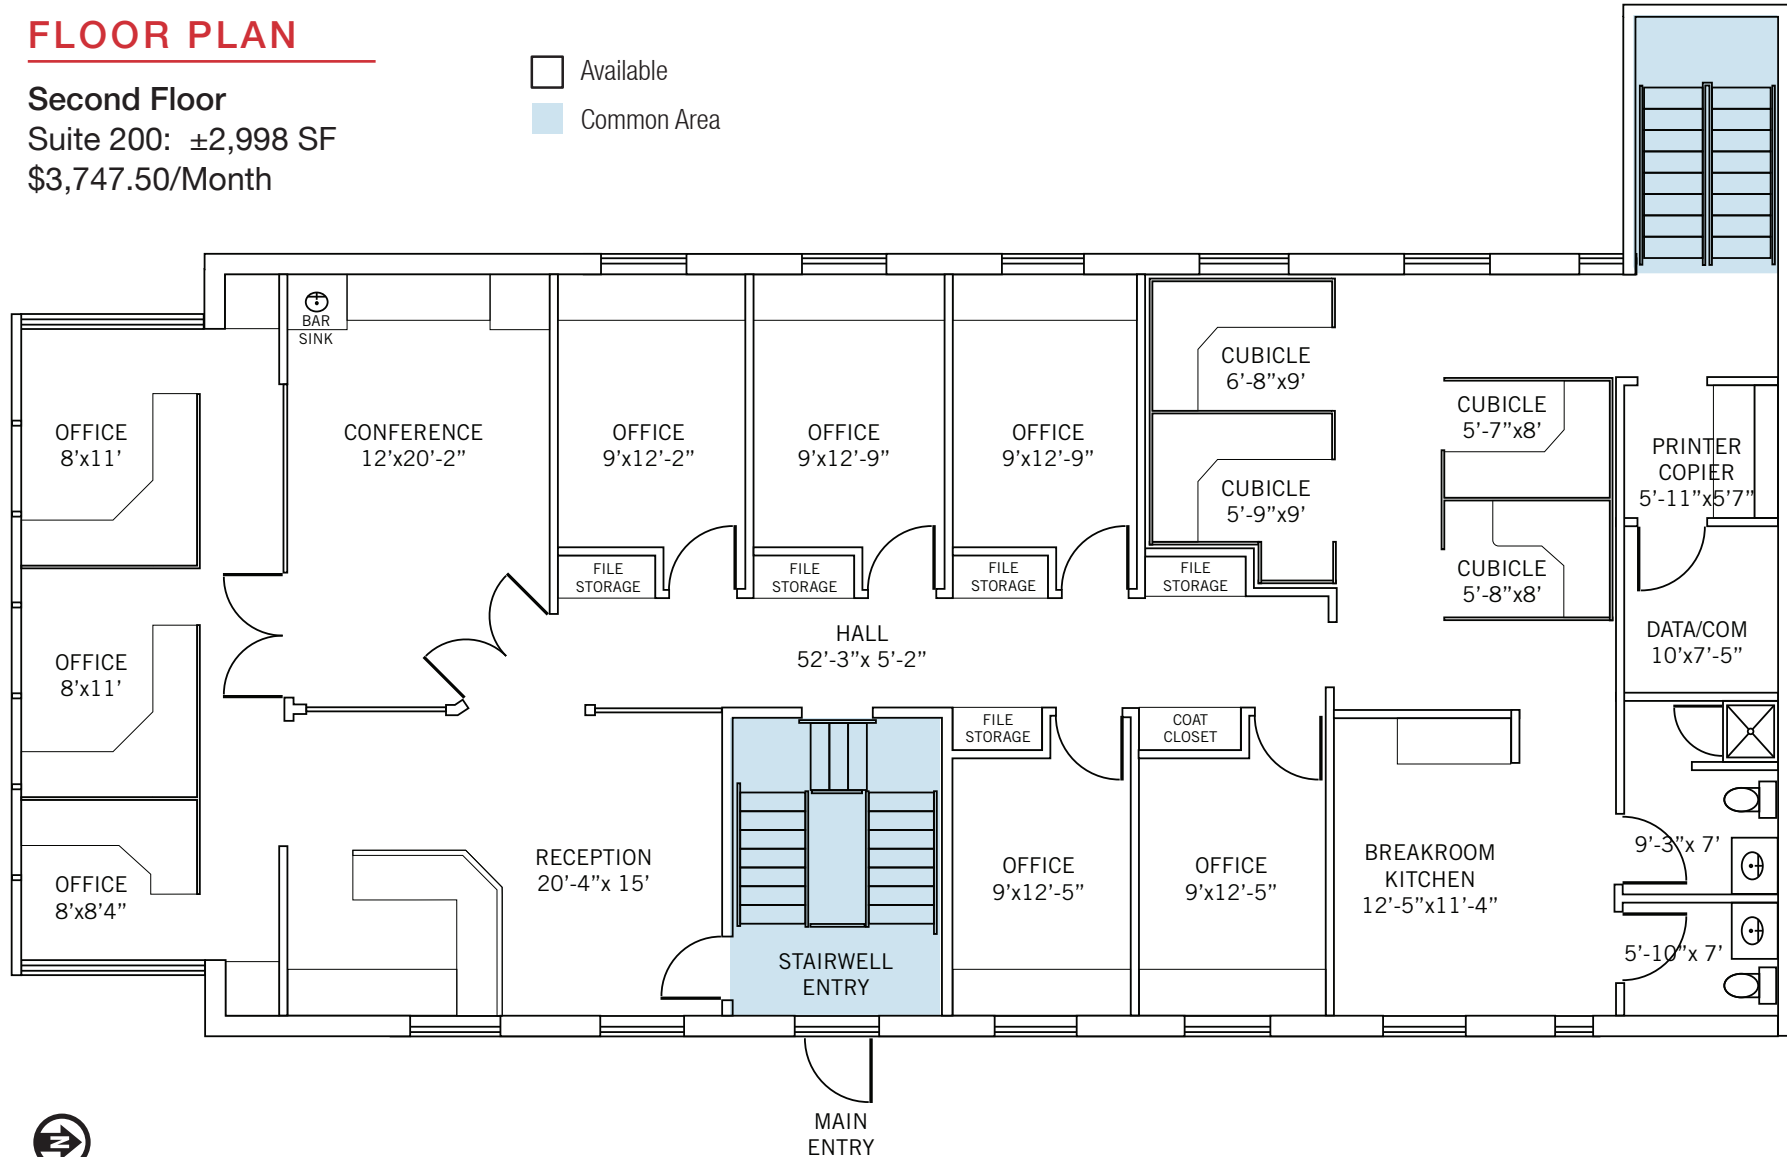 FLOOR PLAN
Second Floor
Suite 200: ±2,998 SF
$3,747.50/Month
Available
Common Area
BAR
SINK
OFFICE
8'x11'
CONFERENCE
12'x20'-2”
OFFICE
9'x12'-2”
OFFICE
9'x12'-9”
OFFICE
9'x12'-9”
CUBICLE
6'-8”x9'
CUBICLE
5'-9”x9'
CUBICLE
5'-7”x8'
CUBICLE
5'-8”x8'
PRINTER
COPIER
5'-11”x5'7”
FILE
STORAGE
FILE
STORAGE
FILE
STORAGE
FILE
STORAGE
DATA/COM
10'x7'-5”
HALL
52'-3”x 5'-2”
OFFICE
8'x11'
FILE
STORAGE
COAT
CLOSET
OFFICE
8'x8'4”
RECEPTION
20'-4”x 15'
STAIRWELL
ENTRY
OFFICE
9'x12'-5”
OFFICE
9'x12'-5”
BREAKROOM
KITCHEN
12'-5”x11'-4”
9'-3”x 7'
5'-10”x 7'
MAIN
ENTRY
N